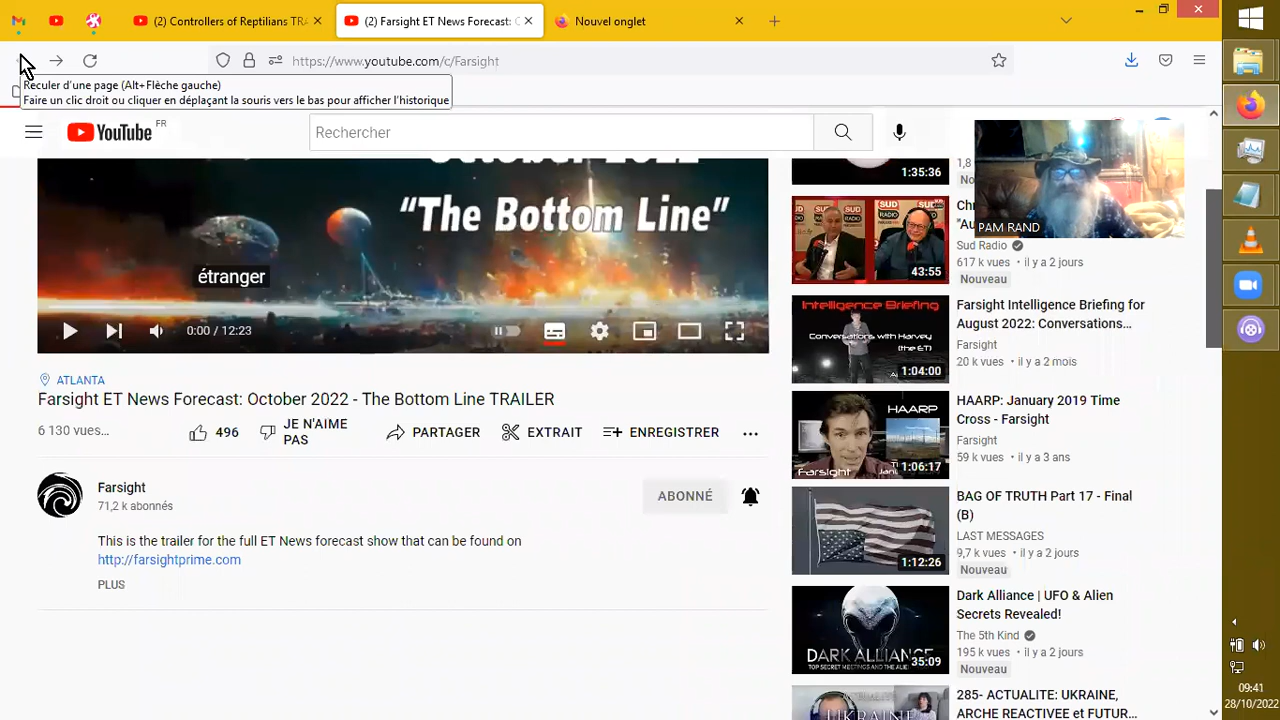 (2) Controllers of Reptilians TRA
(2) Farsight ET News Forecast: O
Nouvel onglet
https://www.youtube.com/c/Farsight
Reculer d'une page (Alt+Flèche gauche)
Faire un clic droit ou cliquer en déplaçant la souris vers le bas pour afficher l'historique
YouTube FR
Rechercher
October 2022
"The Bottom Line"
étranger
0:00 / 12:23
ATLANTA
Farsight ET News Forecast: October 2022 - The Bottom Line TRAILER
6 130 vues...
496
JE N'AIME
PAS
PARTAGER
EXTRAIT
ENREGISTRER
Farsight
71,2 k abonnés
ABONNÉ
This is the trailer for the full ET News forecast show that can be found on
http://farsightprime.com
PLUS
1:35:36
1,8
PAM RAND
SUD RADIO
43:55
Sud Radio
617 k vues • il y a 2 jours
Nouveau
Intelligence Briefing
Conversations with Harvey
(the ET)
1:04:00
Farsight Intelligence Briefing for
August 2022: Conversations...
Farsight
20 k vues • il y a 2 mois
HAARP
Farsight
1:06:17
HAARP: January 2019 Time
Cross - Farsight
Farsight
59 k vues • il y a 3 ans
1:12:26
BAG OF TRUTH Part 17 - Final
(B)
LAST MESSAGES
9,7 k vues • il y a 2 jours
Nouveau
DARK ALLIANCE
35:09
Dark Alliance | UFO & Alien
Secrets Revealed!
The 5th Kind
195 k vues • il y a 2 jours
Nouveau
UKRAINE
285- ACTUALITE: UKRAINE,
ARCHE REACTIVEE et FUTUR...
09:41
28/10/2022